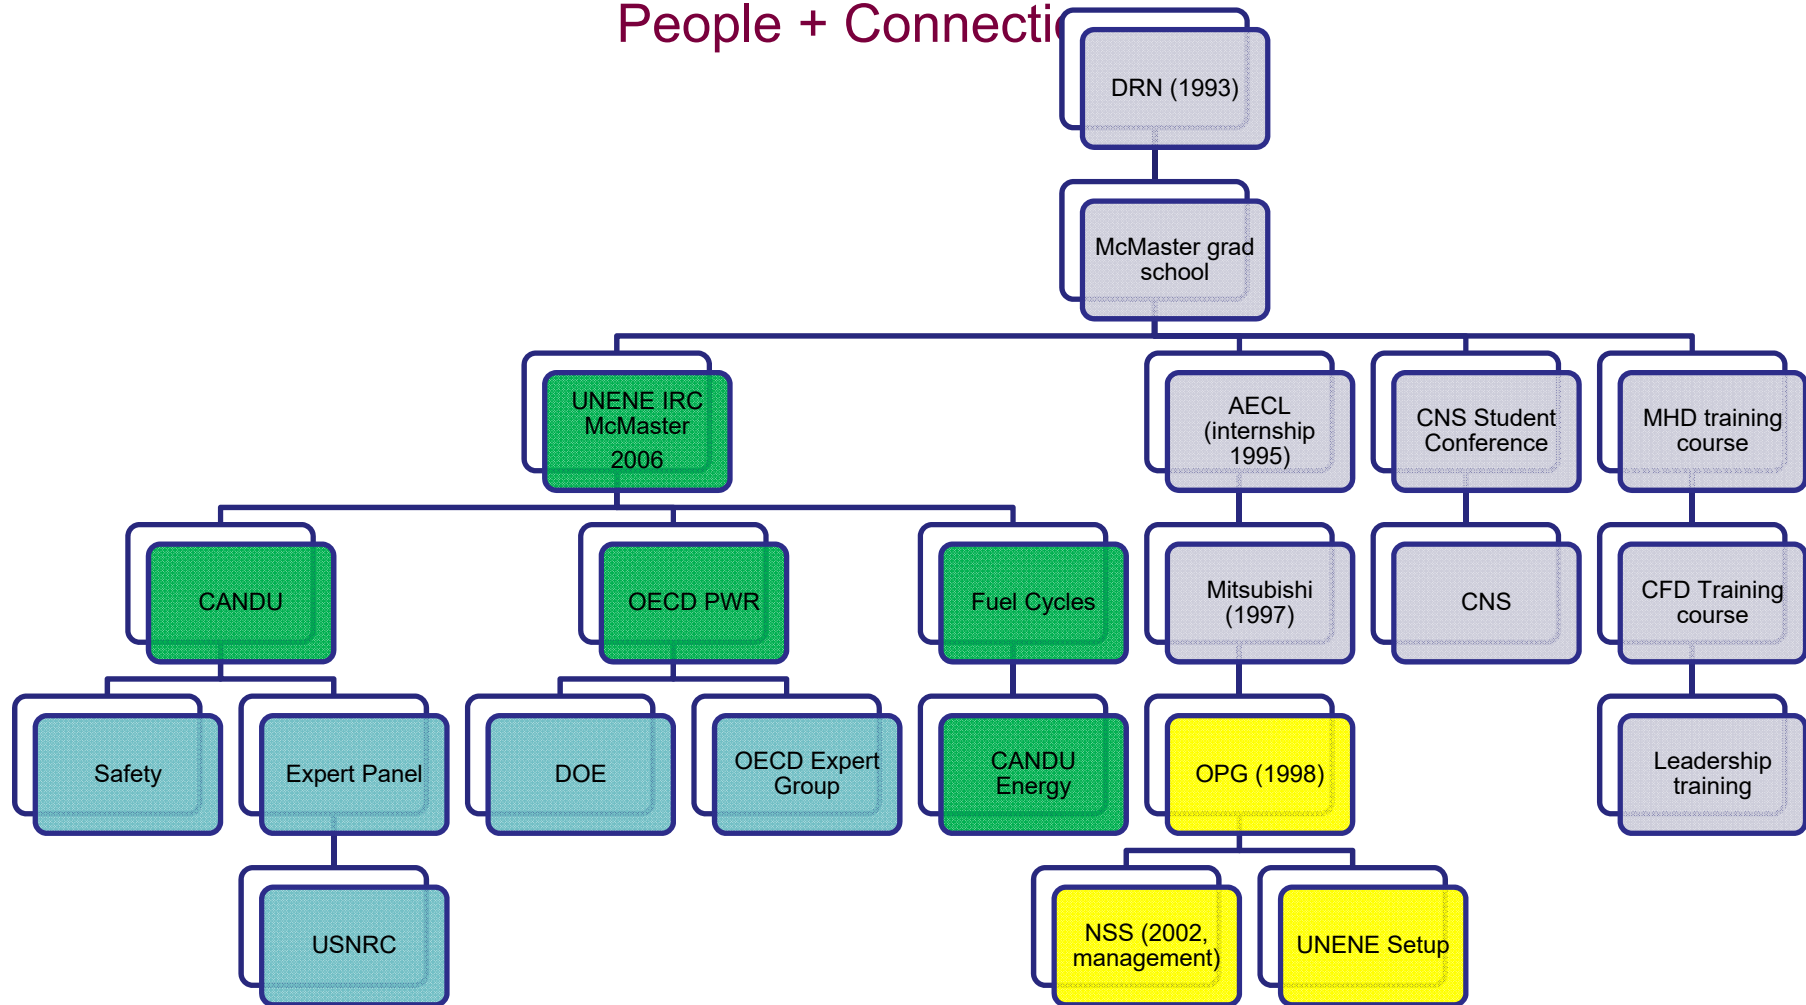 People + Connecti
DRN (1993)
McMaster grad
school
UNENE IRC
McMaster
2006
AECL
(internship
1995)
CNS Student
Conference
MHD training
course
CANDU
OECD PWR
Fuel Cycles
Mitsubishi
(1997)
CNS
CFD Training
course
Safety
Expert Panel
DOE
OECD Expert
Group
CANDU
Energy
OPG (1998)
Leadership
training
USNRC
NSS (2002,
management)
UNENE Setup